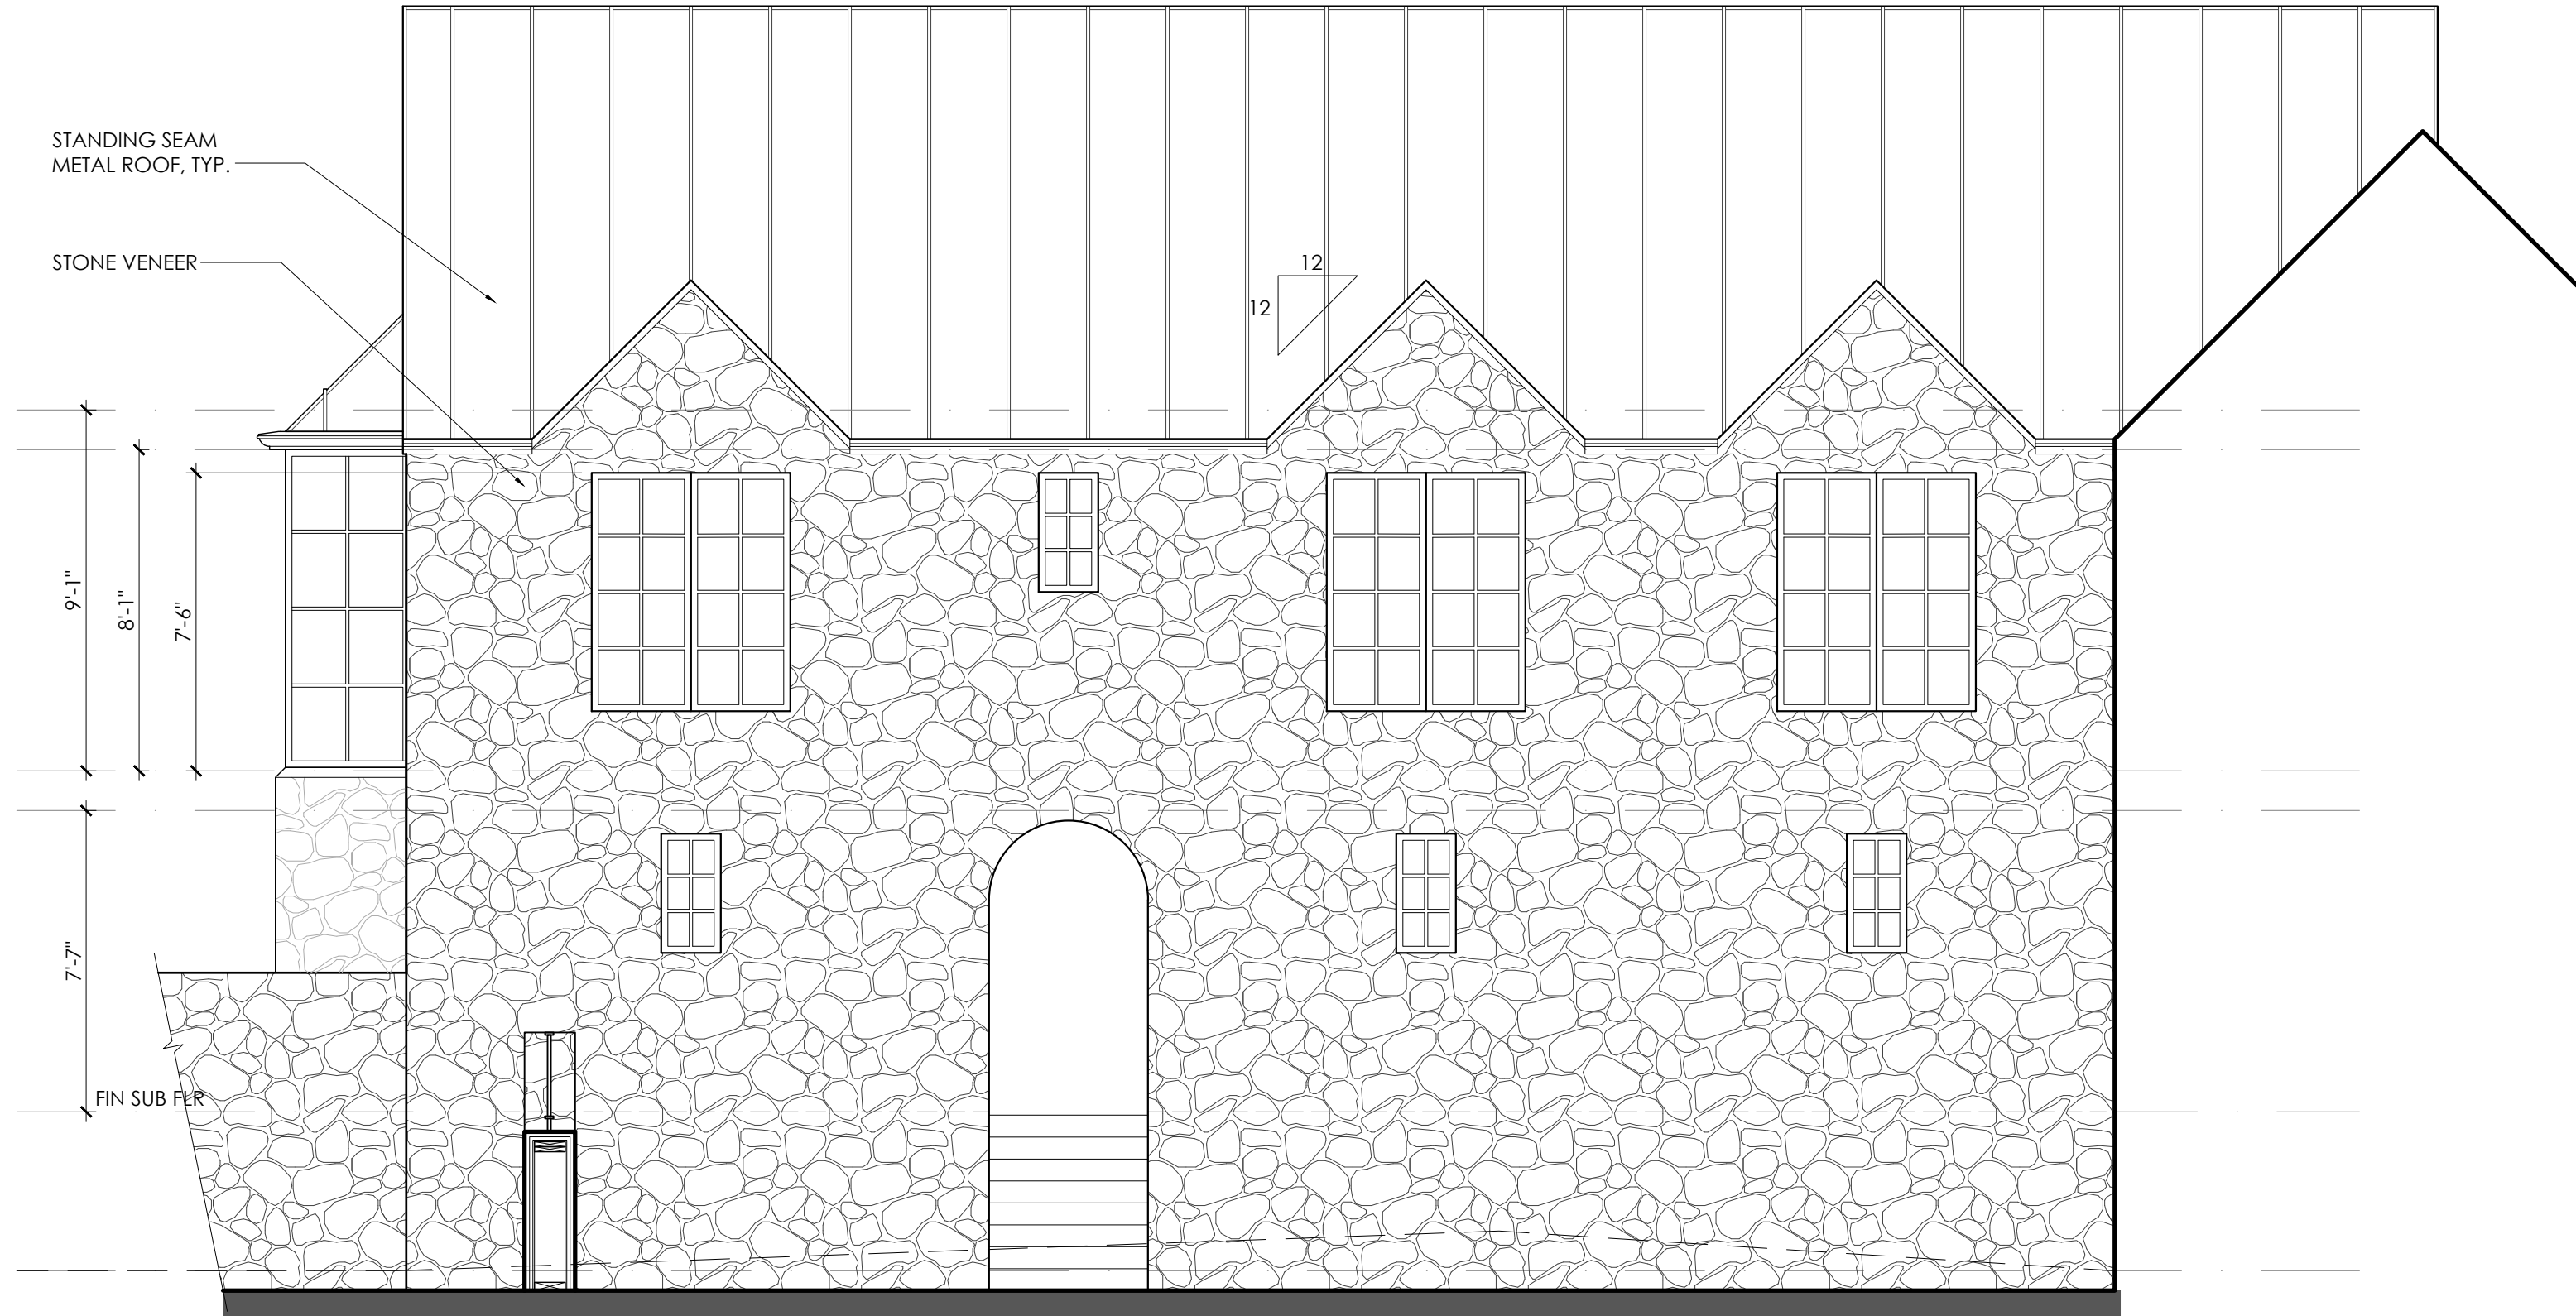 STANDING SEAM
METAL ROOF, TYP.
STONE VENEER
12
12
9'-1"
8'-1"
7'-6"
7'-7"
FIN SUB FLR